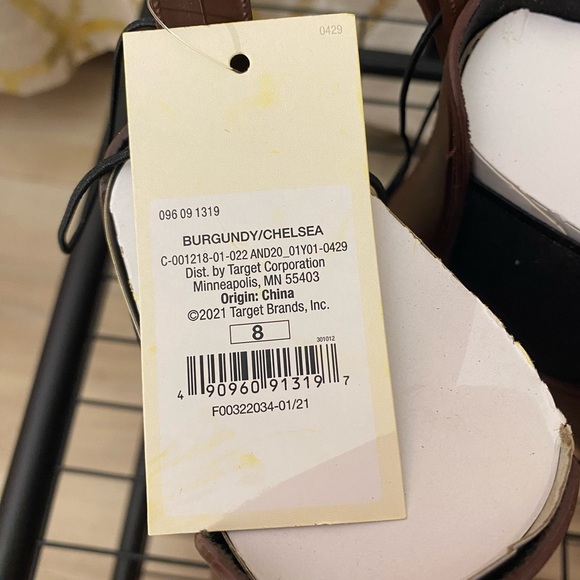 0429
096 09 1319
BURGUNDY/CHELSEA
C-001218-01-022 AND20_01Y01-0429
Dist. by Target Corporation
Minneapolis, MN 55403
Origin: China
©2021 Target Brands, Inc.
8
301012
4 90960 91319 7
F00322034-01/21